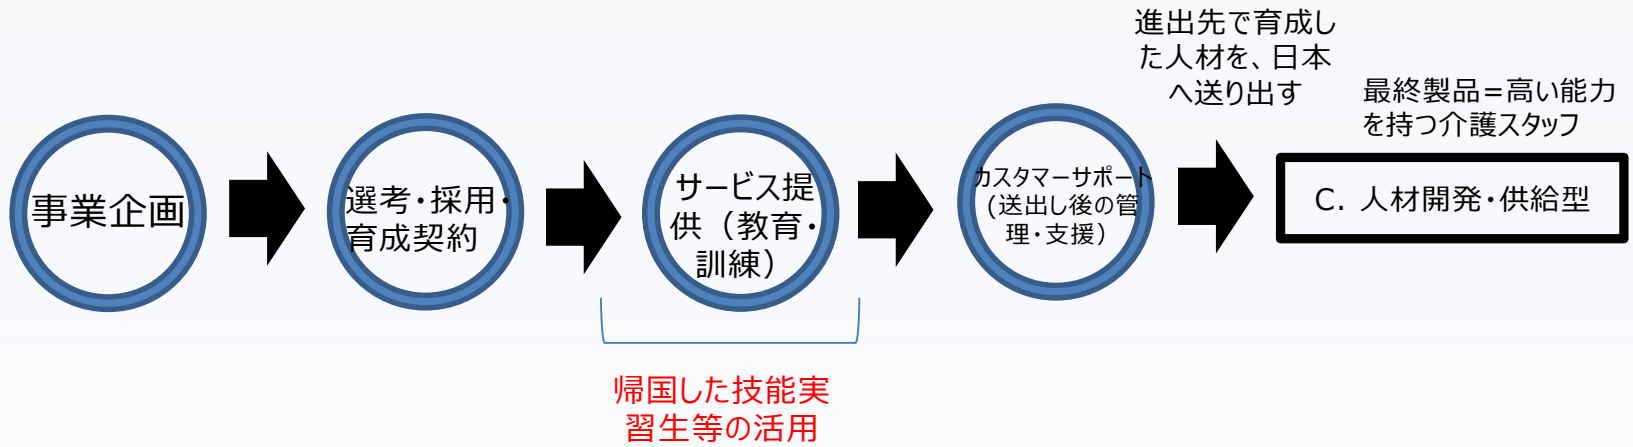 進出先で育成し
た人材を、日本
へ送り出す
最終製品=高い能力
を持つ介護スタッフ
事業企画
選考・採用・
育成契約
サービス提
供（教育・
訓練）
カスタマーサポート
(送出し後の管
理・支援）
C. 人材開発・供給型
帰国した技能実
習生等の活用